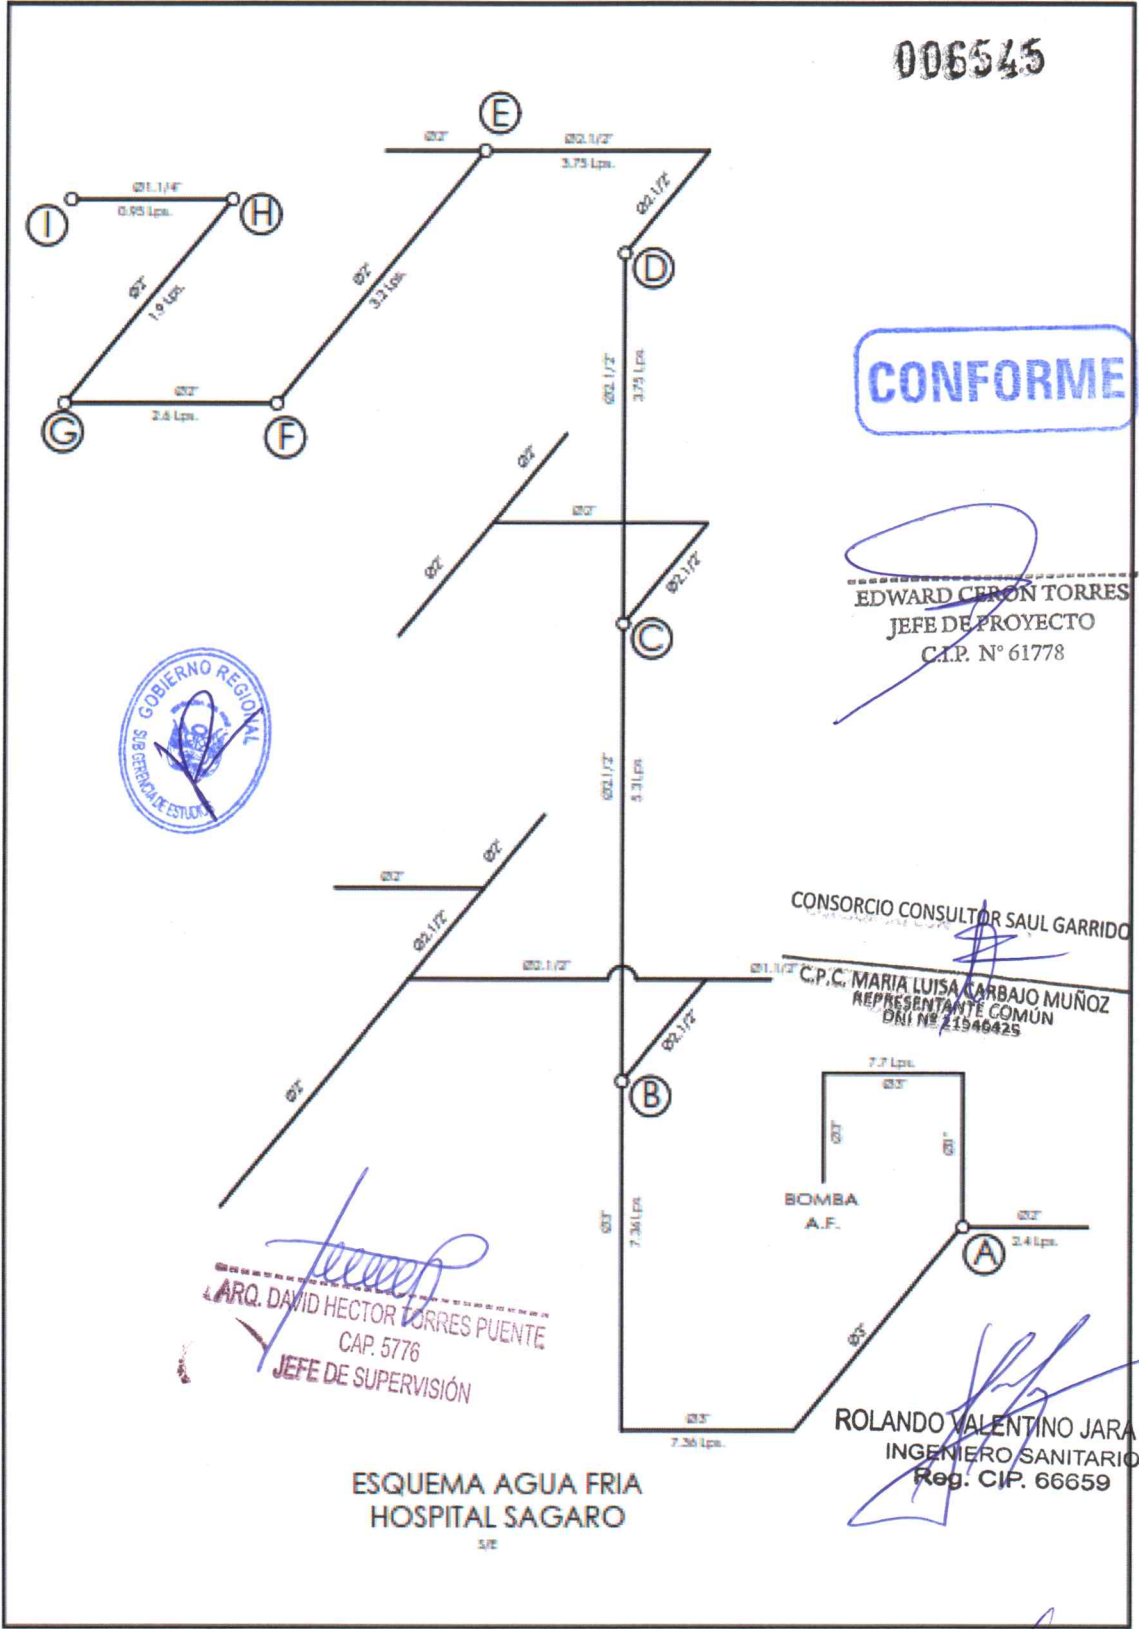 006545
E
Ø2"
Ø2.1/2"
3.75 Lps.
Ø1.1/4"
0.95 Lps.
I
H
Ø2.1/2"
D
Ø2"
1.9 Lps.
Ø2"
3.2 Lps.
Ø2.1/2"
3.75 Lps.
CONFORME
Ø2"
2.6 Lps.
G
F
Ø2"
Ø2"
Ø2"
Ø2.1/2"
C
EDWARD CERON TORRES
JEFE DE PROYECTO
C.I.P. N° 61778
GOBIERNO REGIONAL
SUB GERENCIA DE ESTUDIOS
Ø2.1/2"
5.3 Lps.
Ø2"
Ø2"
Ø2.1/2"
CONSORCIO CONSULTOR SAUL GARRIDO
Ø2.1/2"
Ø1.1/2"
C.P.C. MARIA LUISA CARBAJO MUÑOZ
REPRESENTANTE COMÚN
DNI Nº 21546425
Ø2.1/2"
Ø2"
B
7.7 Lps.
Ø3"
Ø3"
Ø3"
BOMBA
A.F.
Ø3"
7.36 Lps.
Ø2"
2.4 Lps.
A
ARQ. DAVID HECTOR TORRES PUENTE
CAP. 5776
JEFE DE SUPERVISIÓN
Ø3"
Ø3"
7.36 Lps.
ROLANDO VALENTINO JARA
INGENIERO SANITARIO
Reg. CIP. 66659
ESQUEMA AGUA FRIA
HOSPITAL SAGARO
S/E